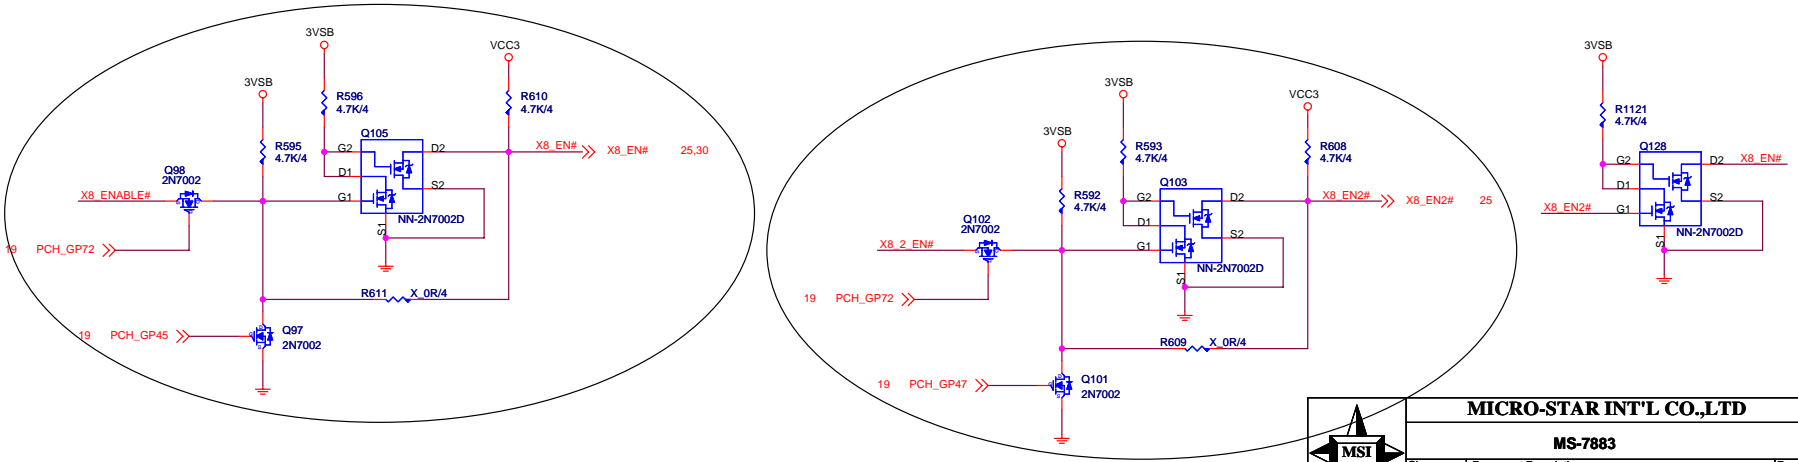 3VSB
R596
4.7K/4
VCC3
R610
4.7K/4
3VSB
R595
4.7K/4
Q105
G2
D2
D1
S2
G1
S1
NN-2N7002D
X8_EN#
X8_EN#
25,30
Q98
2N7002
X8_ENABLE#
19
PCH_GP72
R611
X_0R/4
19
PCH_GP45
Q97
2N7002
3VSB
R593
4.7K/4
VCC3
R608
4.7K/4
3VSB
R592
4.7K/4
Q103
G2
D2
D1
S2
G1
S1
NN-2N7002D
X8_EN2#
X8_EN2#
25
Q102
2N7002
X8_2_EN#
19
PCH_GP72
R609
X_0R/4
19
PCH_GP47
Q101
2N7002
3VSB
R1121
4.7K/4
Q128
G2
D2
X8_EN#
D1
S2
X8_EN2#
G1
S1
NN-2N7002D
MSI
MICRO-STAR INT'L CO.,LTD
MS-7883